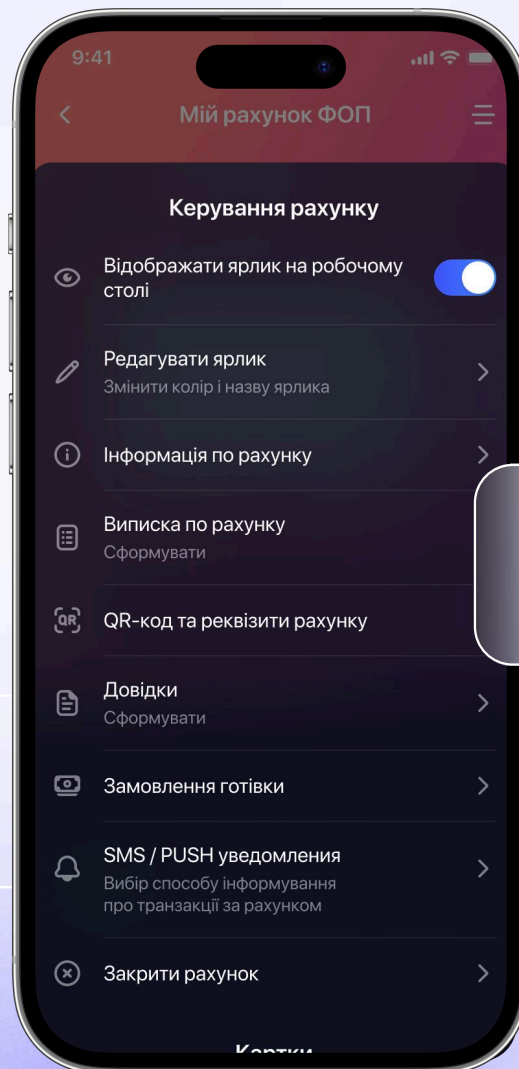 9:41
Мій рахунок ФОП
Керування рахунку
Відображати ярлик на робочому
столі
Редагувати ярлик
Змінити колір і назву ярлика
Інформація по рахунку
Виписка по рахунку
Сформувати
QR
QR-код та реквізити рахунку
Довідки
Сформувати
Замовлення готівки
SMS / PUSH уведомления
Вибір способу інформування
про транзакції за рахунком
Закрити рахунок
Картки